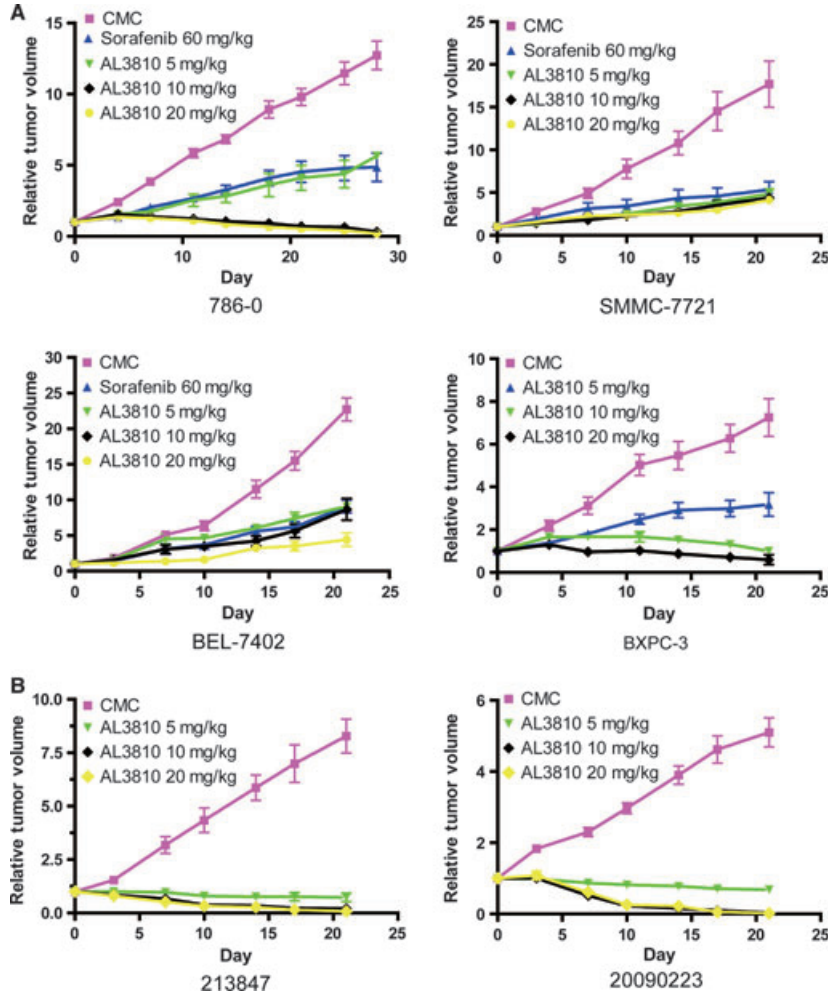 A
CMC
Sorafenib 60 mg/kg
AL3810 5 mg/kg
AL3810 10 mg/kg
AL3810 20 mg/kg
Relative tumor volume
15
10
5
0
0
10
20
30
Day
786-0
CMC
Sorafenib 60 mg/kg
AL3810 5 mg/kg
AL3810 10 mg/kg
AL3810 20 mg/kg
Relative tumor volume
25
20
15
10
5
0
0
5
10
15
20
25
Day
SMMC-7721
CMC
Sorafenib 60 mg/kg
AL3810 5 mg/kg
AL3810 10 mg/kg
AL3810 20 mg/kg
Relative tumor volume
30
25
20
15
10
5
0
0
5
10
15
20
25
Day
BEL-7402
CMC
AL3810 5 mg/kg
AL3810 10 mg/kg
AL3810 20 mg/kg
Relative tumor volume
10
8
6
4
2
0
0
5
10
15
20
25
Day
BXPC-3
B
CMC
AL3810 5 mg/kg
AL3810 10 mg/kg
AL3810 20 mg/kg
Relative tumor volume
10.0
7.5
5.0
2.5
0.0
0
5
10
15
20
25
Day
213847
CMC
AL3810 5 mg/kg
AL3810 10 mg/kg
AL3810 20 mg/kg
Relative tumor volume
6
4
2
0
0
5
10
15
20
25
Day
20090223